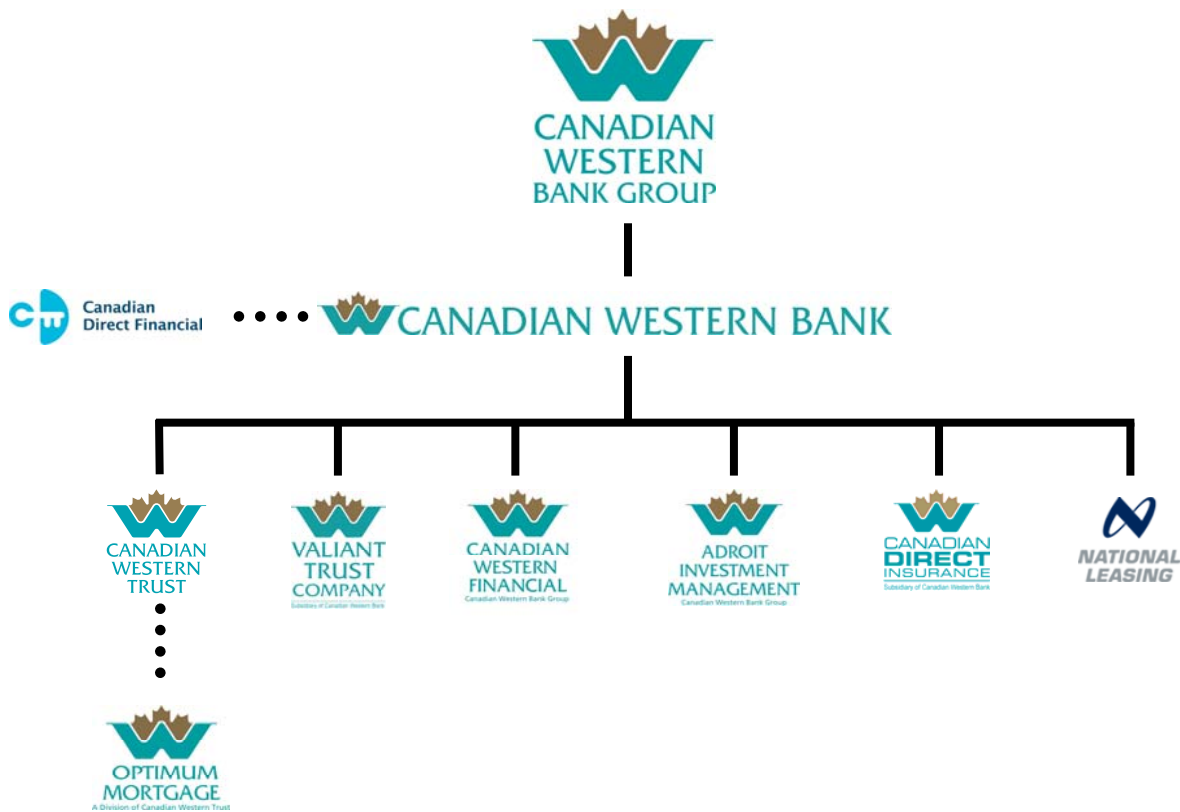 CANADIAN
WESTERN
BANK GROUP
Canadian
Direct Financial
CANADIAN WESTERN BANK
CANADIAN
WESTERN
TRUST
VALIANT
TRUST
COMPANY
Subsidiary of Canadian Western Bank
CANADIAN
WESTERN
FINANCIAL
Canadian Western Bank Group
ADROIT
INVESTMENT
MANAGEMENT
Canadian Western Bank Group
CANADIAN
DIRECT
INSURANCE
Subsidiary of Canadian Western Bank
NATIONAL
LEASING
OPTIMUM
MORTGAGE
A Division of Canadian Western Trust